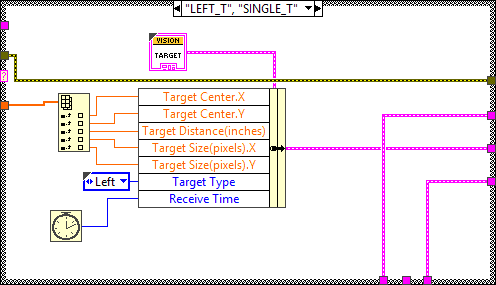 "LEFT_T", "SINGLE_T"
VISION
TARGET
Target Center.X
Target Center.Y
Target Distance(inches)
Target Size(pixels).X
Target Size(pixels).Y
Left
Target Type
Receive Time